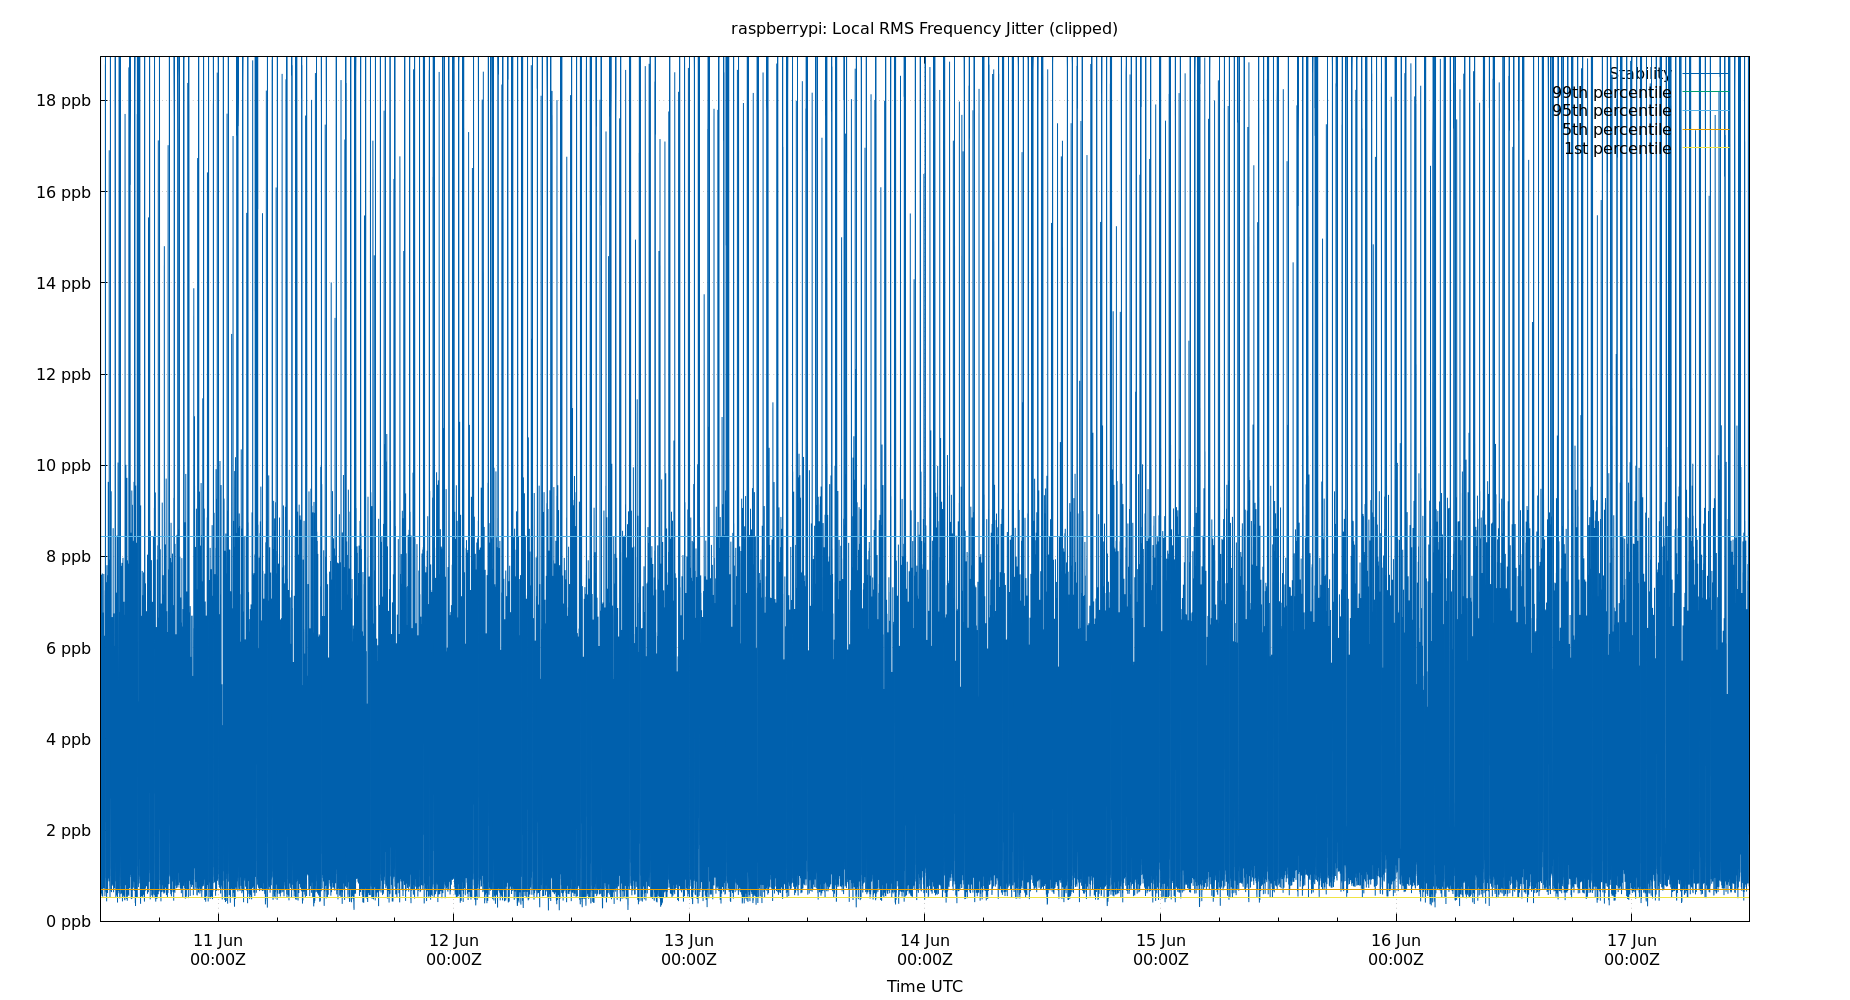 raspberrypi: Local RMS Frequency Jitter (clipped)
Stability
99th percentile
95th percentile
5th percentile
1st percentile
18 ppb
16 ppb
14 ppb
12 ppb
10 ppb
8 ppb
6 ppb
4 ppb
2 ppb
0 ppb
11 Jun 12 Jun 13 Jun 14 Jun 15 Jun 16 Jun 17 Jun
00:00Z 00:00Z 00:00Z 00:00Z 00:00Z 00:00Z 00:00Z
Time UTC